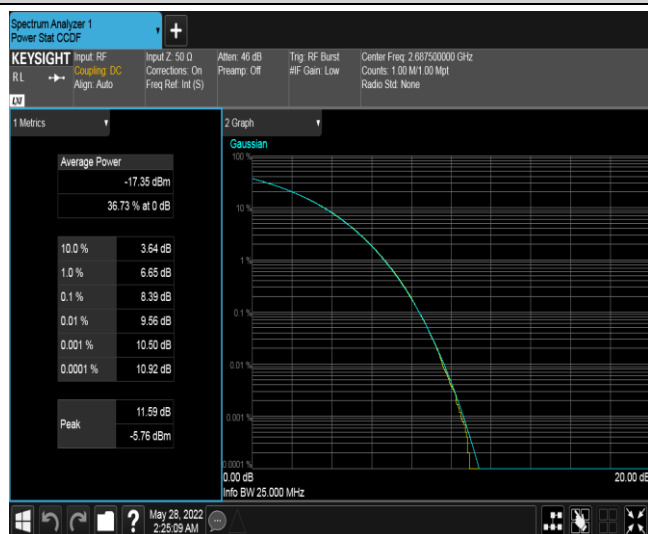 Spectrum Analyzer 1
Power Stat CCDF
+
KEYSIGHT
RL
LXI
Input: RF
Coupling: DC
Align: Auto
Input Z: 50 Ω
Corrections: On
Freq Ref: Int (S)
Atten: 46 dB
Preamp: Off
Trig: RF Burst
#IF Gain: Low
Center Freq: 2.687500000 GHz
Counts: 1.00 M/1.00 Mpt
Radio Std: None
1 Metrics
Average Power
-17.35 dBm
36.73 % at 0 dB
10.0 % 3.64 dB
1.0 % 6.65 dB
0.1 % 8.39 dB
0.01 % 9.56 dB
0.001 % 10.50 dB
0.0001 % 10.92 dB
Peak
11.59 dB
-5.76 dBm
2 Graph
Gaussian
100 %
10 %
1 %
0.1 %
0.01 %
0.001 %
0.0001 %
0.00 dB 20.00 dB
Info BW 25.000 MHz
?
May 28, 2022
2:25:09 AM